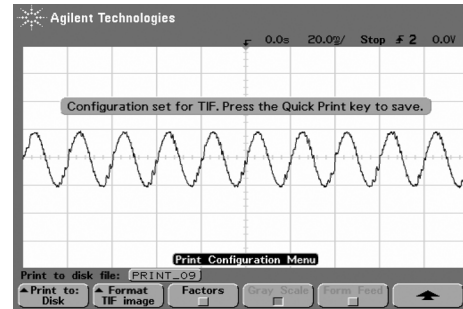 Agilent Technologies
0.0s 20.0㎧/ Stop 2 0.0V
Configuration set for TIF. Press the Quick Print key to save.
Print Configuration Menu
Print to disk file: PRINT_09
Print to: Disk
Format TIF image
Factors
Gray Scale
Form Feed